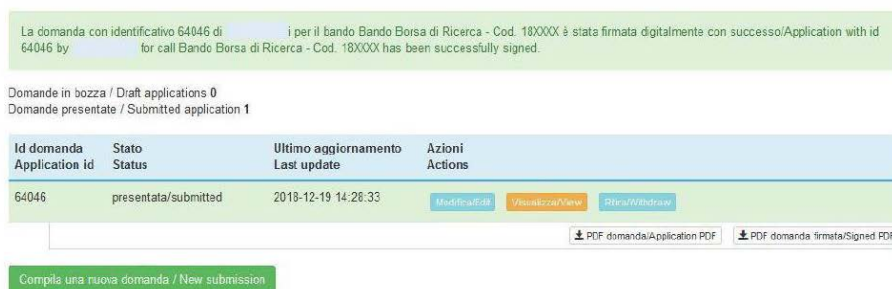 La domanda con identificativo 64046 di i per il bando Bando Borsa di Ricerca - Cod. 18XXXX è stata firmata digitalmente con successo/Application with id
64046 by for call Bando Borsa di Ricerca - Cod. 18XXXX has been successfully signed.
Domande in bozza / Draft applications 0
Domande presentate / Submitted application 1
Id domanda Stato Ultimo aggiornamento Azioni
Application id Status Last update Actions
64046 presentata/submitted 2018-12-19 14:28:33 Modifica/Edit Visualizza/View Ritira/Withdraw
PDF domanda/Application PDF PDF domanda firmata/Signed PDF
Compila una nuova domanda / New submission